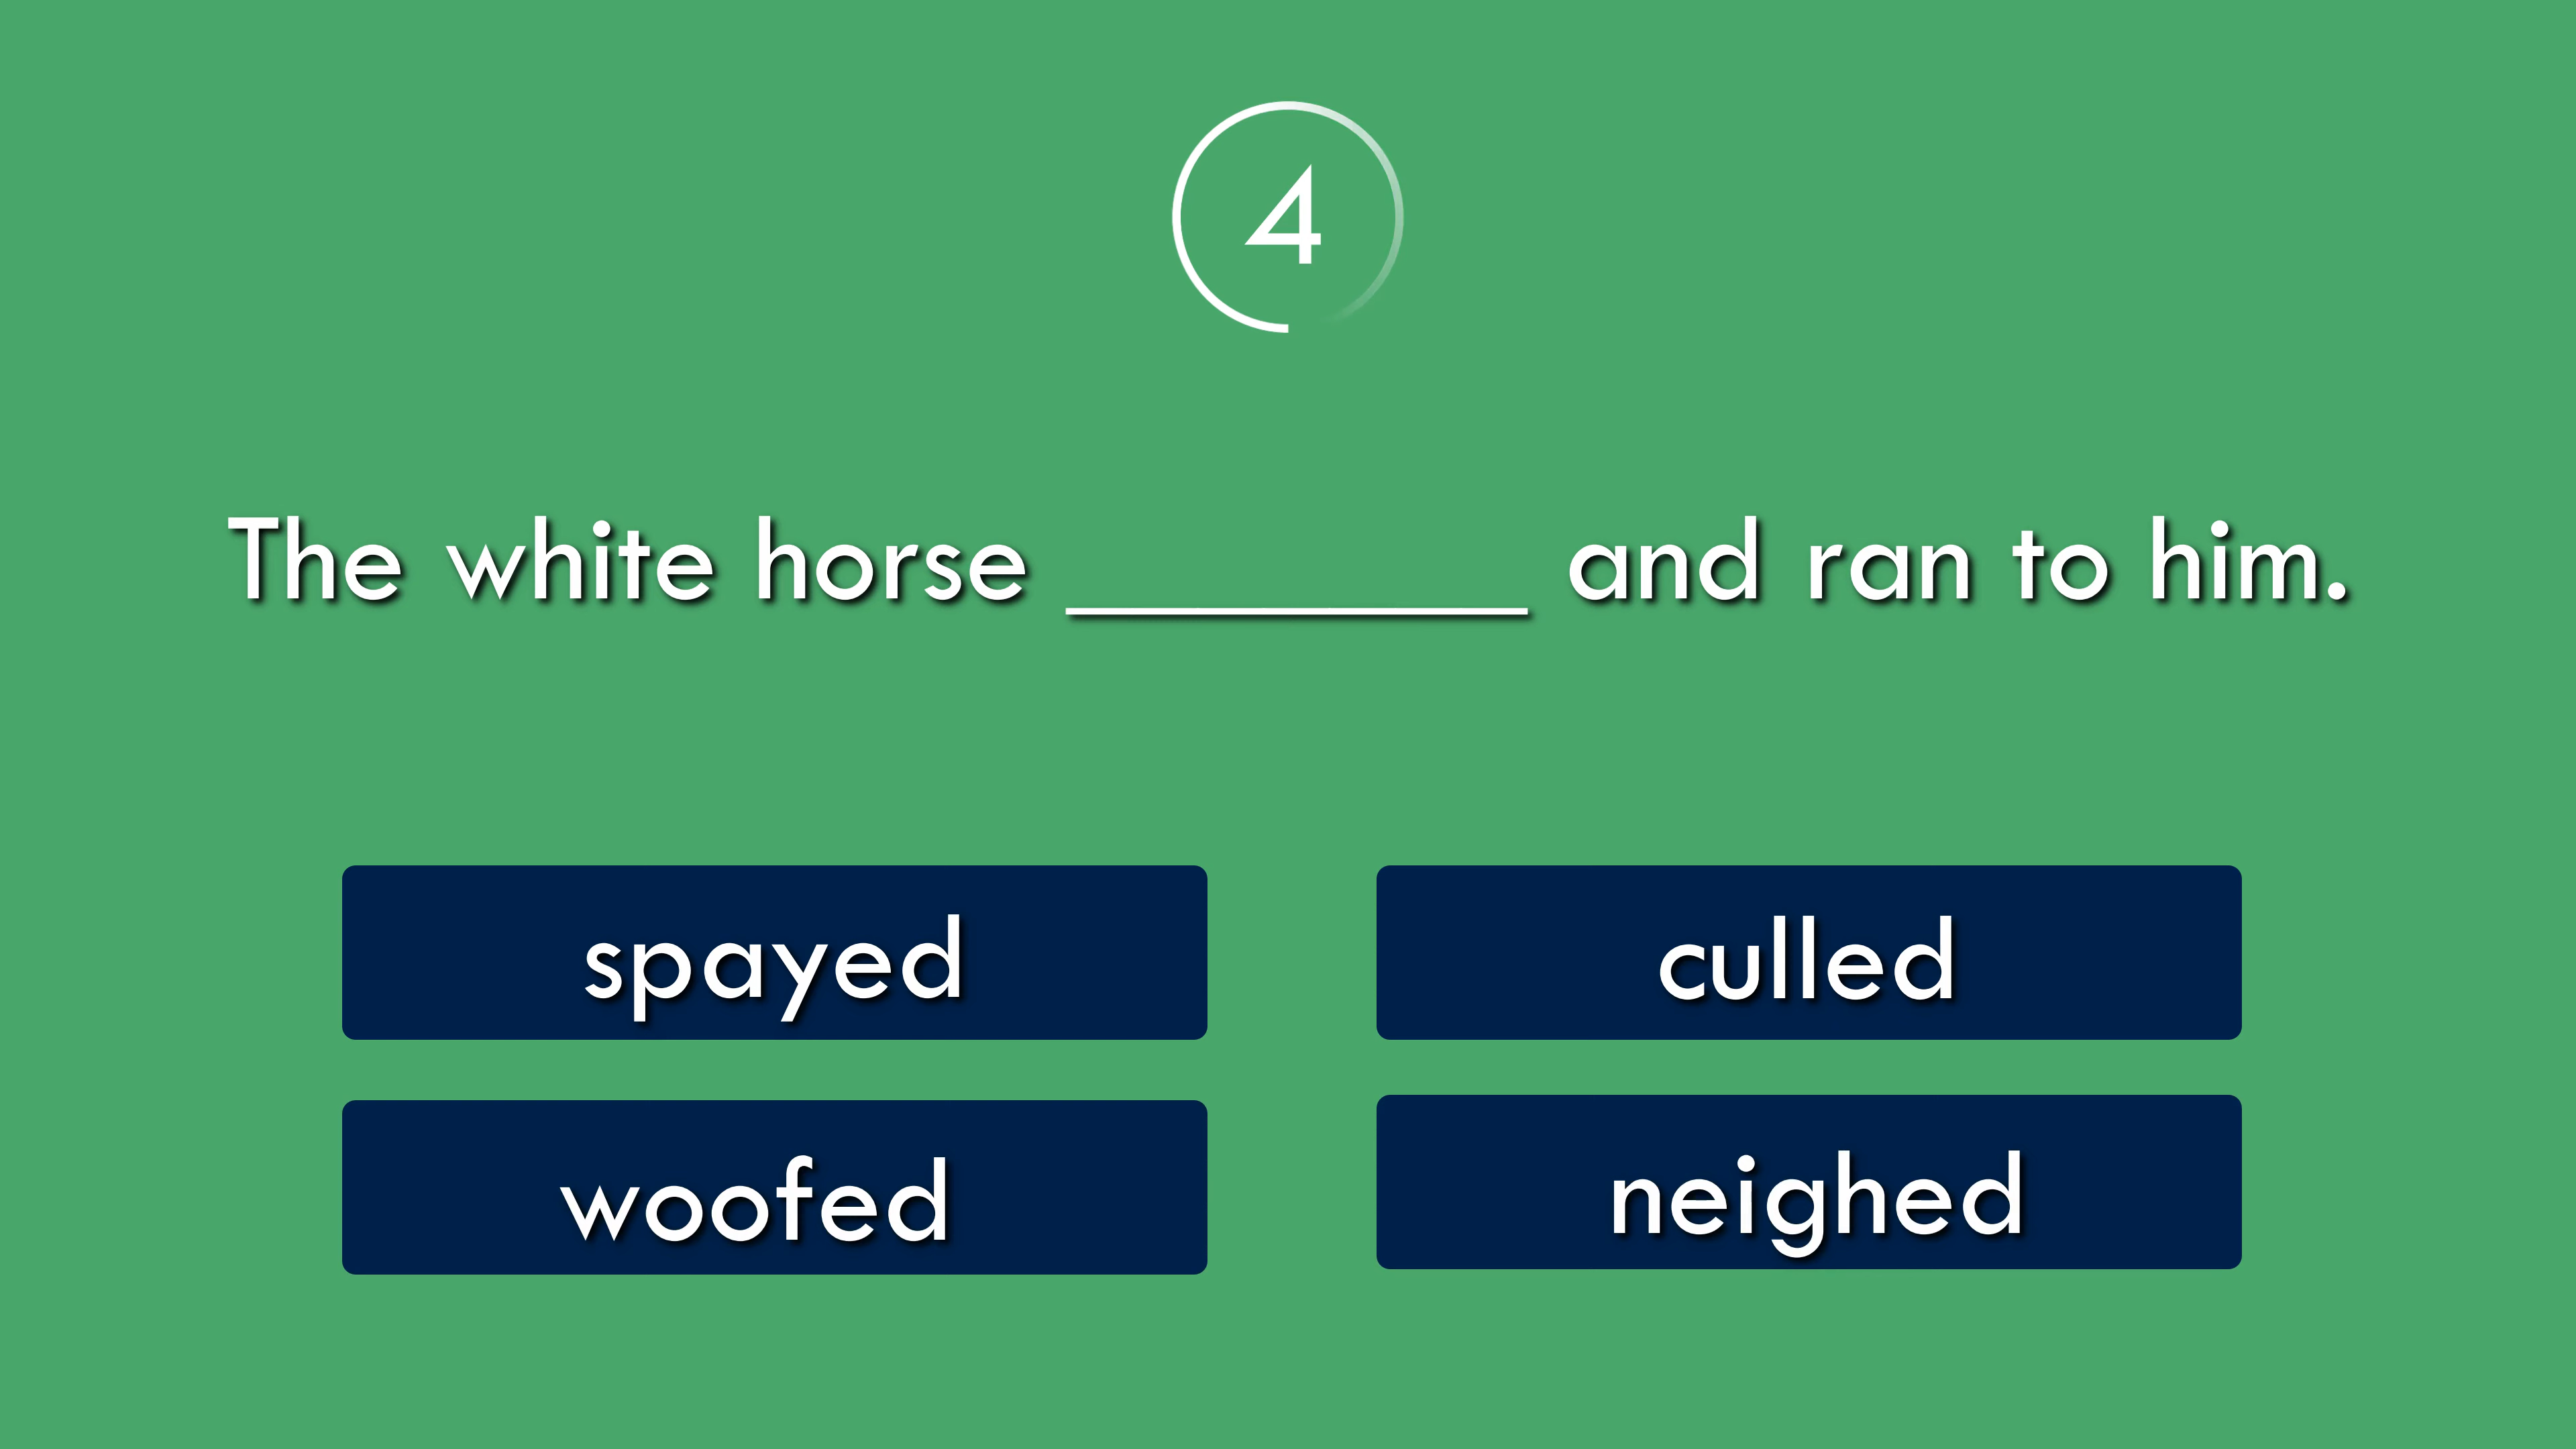 4
The white horse ________ and ran to him.
spayed
culled
woofed
neighed